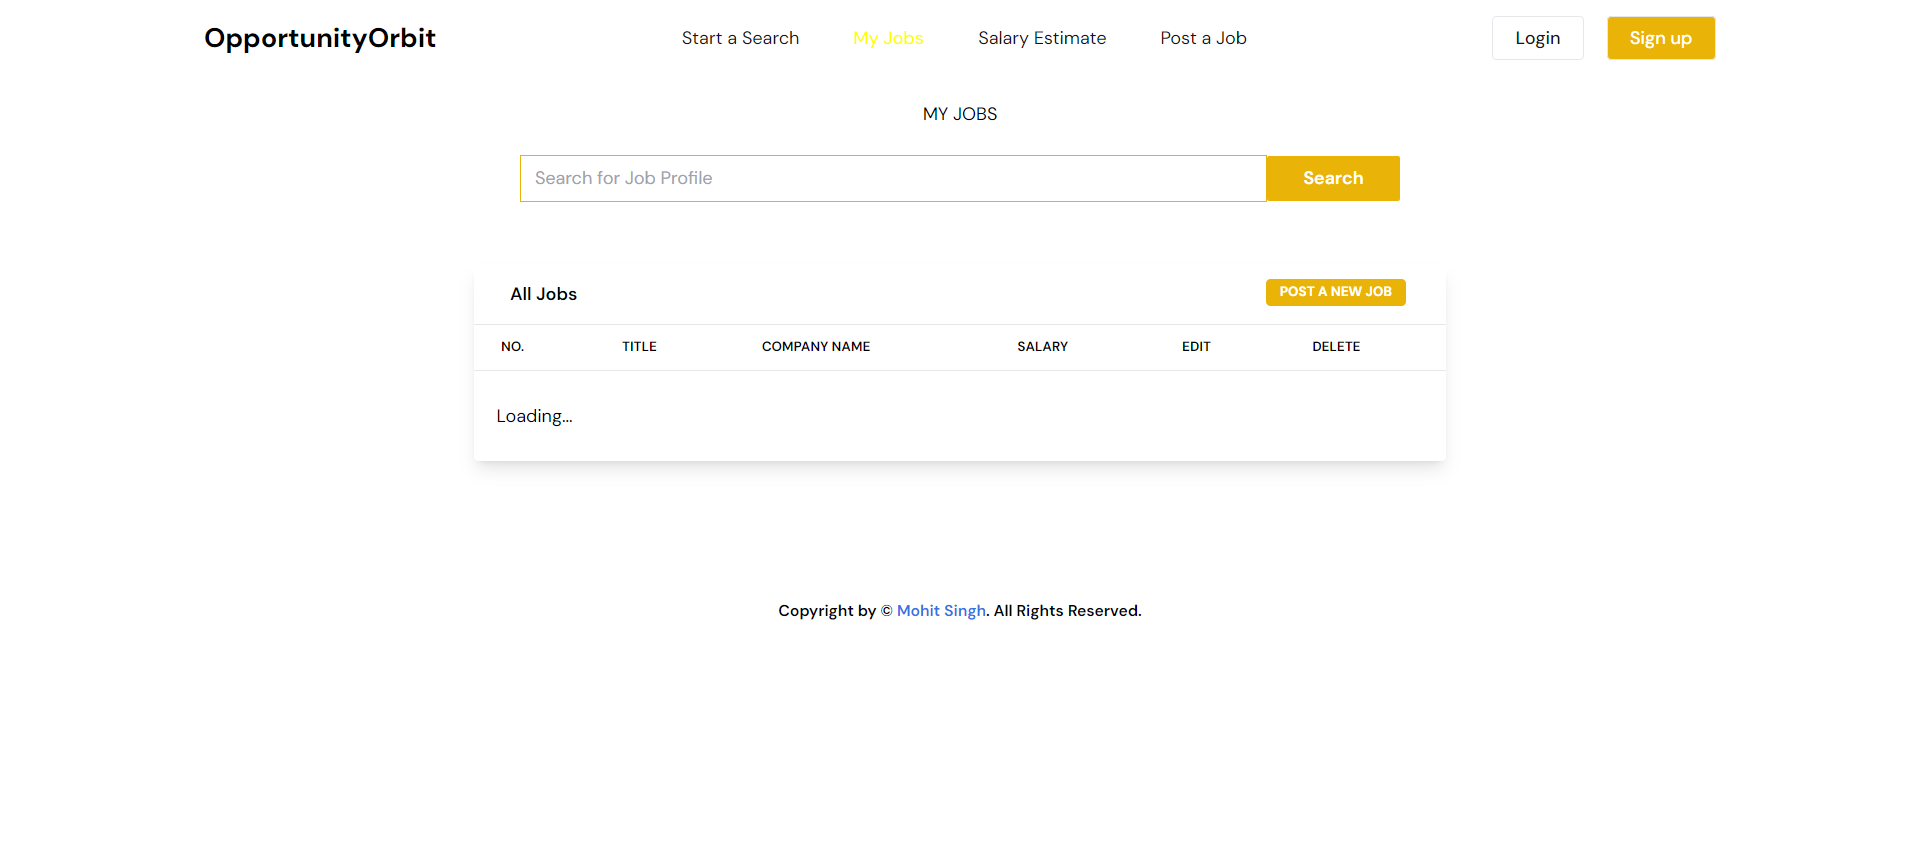 OpportunityOrbit Start a Search My Jobs Salary Estimate Post a Job Login Sign up
MY JOBS
Search for Job Profile Search
All Jobs POST A NEW JOB
NO. TITLE COMPANY NAME SALARY EDIT DELETE
Loading...
Copyright by © Mohit Singh. All Rights Reserved.